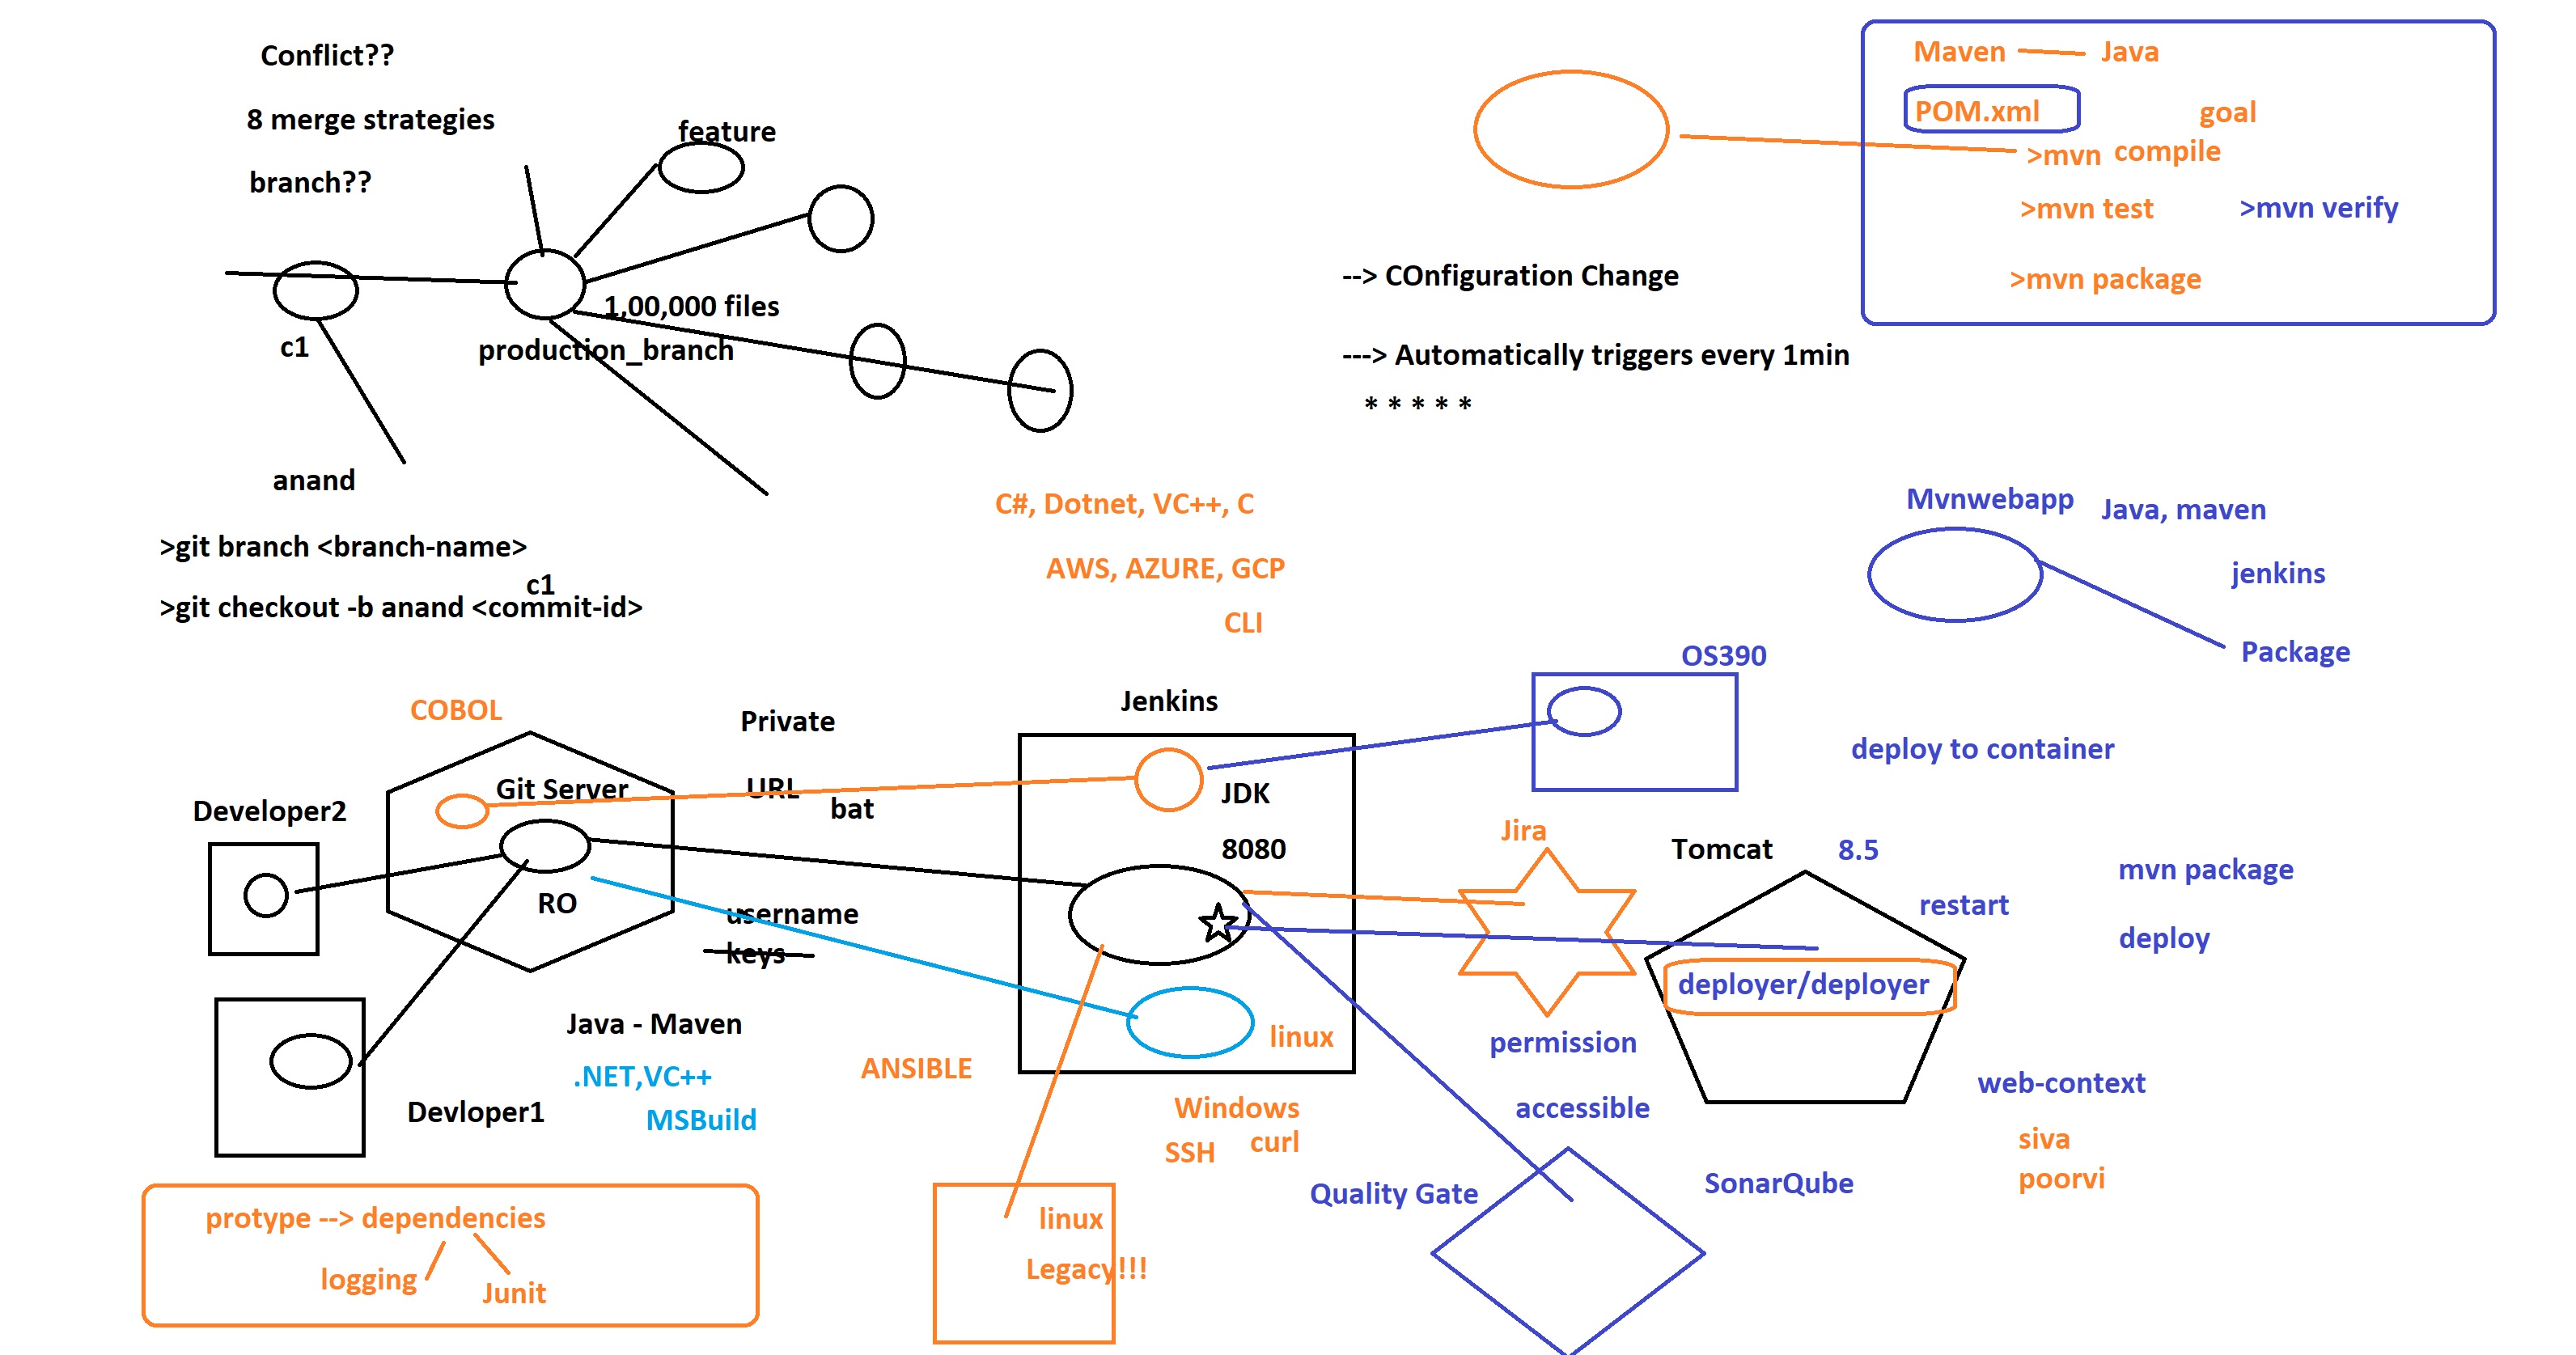 Conflict??
8 merge strategies
branch??
feature
1,00,000 files
production_branch
c1
anand
>git branch <branch-name>
c1
>git checkout -b anand <commit-id>
Maven
Java
POM.xml
goal
>mvn compile
>mvn test
>mvn verify
>mvn package
--> COnfiguration Change
---> Automatically triggers every 1min
* * * * *
C#, Dotnet, VC++, C
AWS, AZURE, GCP
CLI
Mvnwebapp
Java, maven
jenkins
Package
OS390
deploy to container
COBOL
Private
URL
bat
Git Server
RO
Developer2
Devloper1
username
keys
Java - Maven
.NET,VC++
MSBuild
Jenkins
JDK
8080
linux
ANSIBLE
Windows
SSH
curl
linux
Legacy!!!
Jira
Tomcat
8.5
restart
mvn package
deploy
deployer/deployer
permission
accessible
web-context
siva
poorvi
Quality Gate
SonarQube
protype --> dependencies
logging
Junit